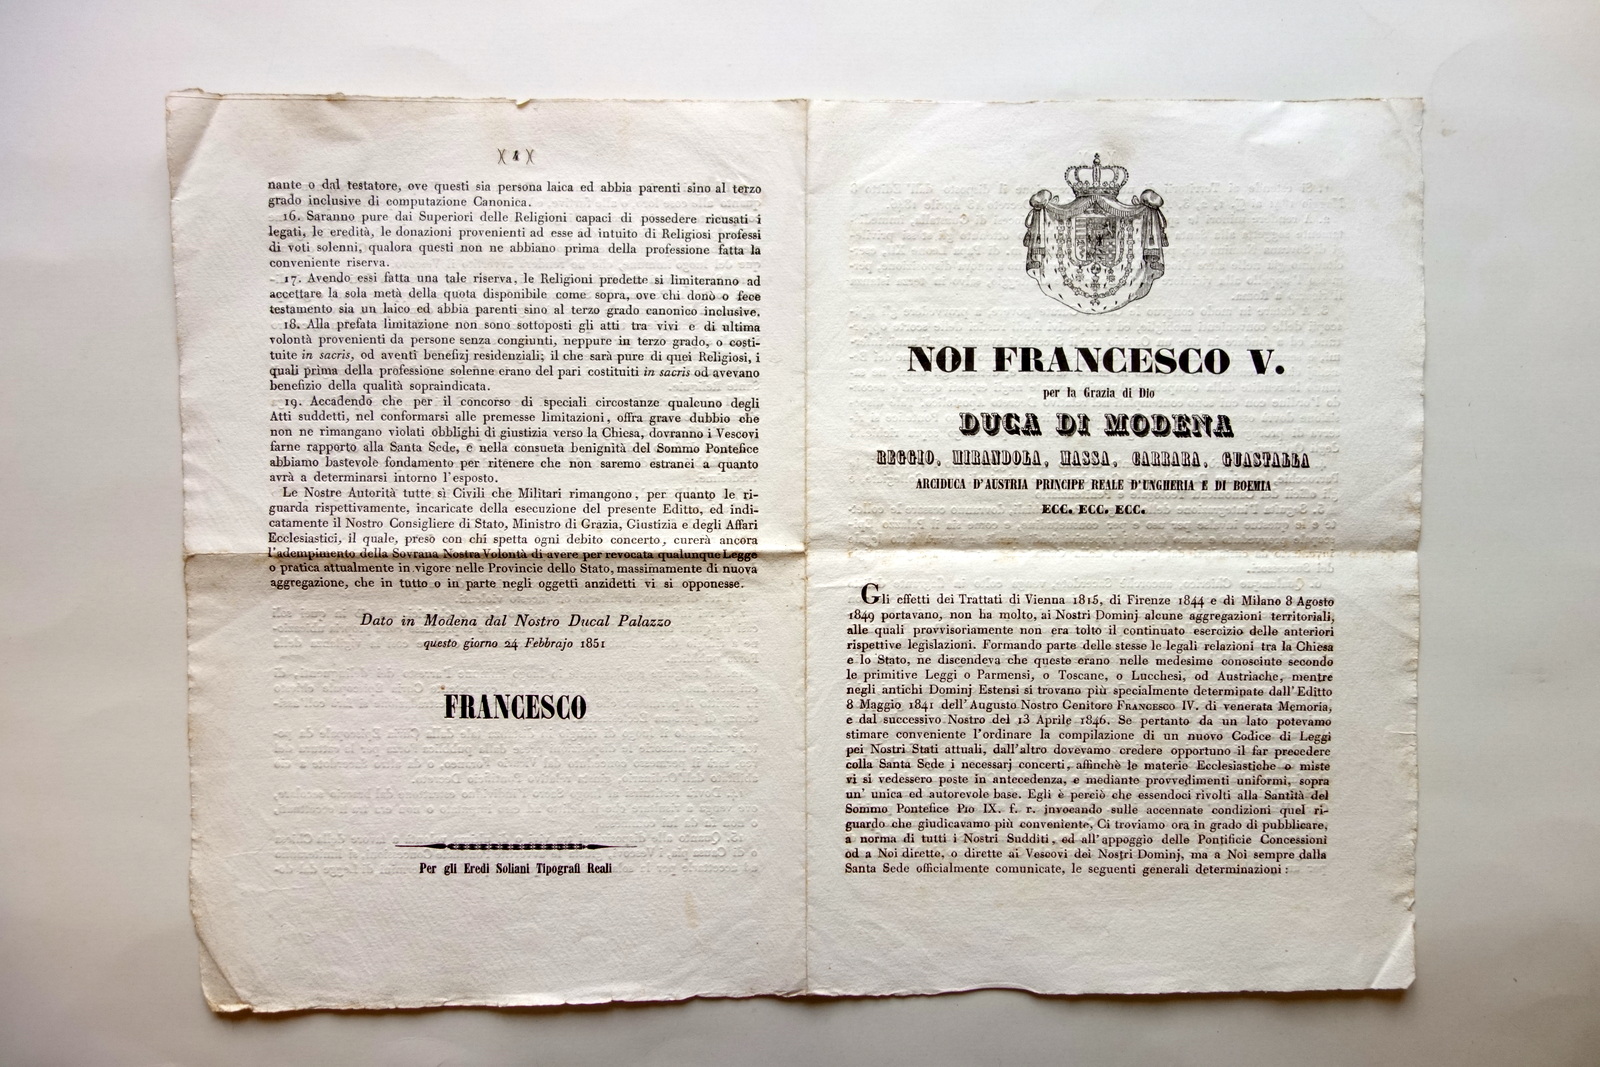 )( 4 )(
nante o dal testatore, ove questi sia persona laica ed abbia parenti sino al terzo
grado inclusive di computazione Canonica.
16. Saranno pure dai Superiori delle Religioni capaci di possedere ricusati i
legati, le eredità, le donazioni provenienti ad esse ad intuito di Religiosi professi
di voti solenni, qualora questi non ne abbiano prima della professione fatta la
conveniente riserva.
17. Avendo essi fatta una tale riserva, le Religioni predette si limiteranno ad
accettare la sola metà della quota disponibile come sopra, ove chi donò o fece
testamento sia un laico ed abbia parenti sino al terzo grado canonico inclusive.
18. Alla prefata limitazione non sono sottoposti gli atti tra vivi e di ultima
volontà provenienti da persone senza congiunti, neppure in terzo grado, o costi-
tuite in sacris, od aventi benefizj residenziali; il che sarà pure di quei Religiosi, i
quali prima della professione solenne erano del pari costituiti in sacris od avevano
benefizio della qualità sopraindicata.
19. Accadendo che per il concorso di speciali circostanze qualcuno degli
Atti suddetti, nel conformarsi alle premesse limitazioni, offra grave dubbio che
non ne rimangano violati obblighi di giustizia verso la Chiesa, dovranno i Vescovi
farne rapporto alla Santa Sede, e nella consueta benignità del Sommo Pontefice
abbiamo bastevole fondamento per ritenere che non saremo estranei a quanto
avrà a determinarsi intorno l'esposto.
Le Nostre Autorità tutte sì Civili che Militari rimangono, per quanto le ri-
guarda rispettivamente, incaricate della esecuzione del presente Editto, ed indi-
catamente il Nostro Consigliere di Stato, Ministro di Grazia, Giustizia e degli Affari
Ecclesiastici, il quale, preso con chi spetta ogni debito concerto, curerà ancora
l'adempimento della Sovrana Nostra Volontà di avere per revocata qualunque Legge
o pratica attualmente in vigore nelle Provincie dello Stato, massimamente di nuova
aggregazione, che in tutto o in parte negli oggetti anzidetti vi si opponesse.
Dato in Modena dal Nostro Ducal Palazzo
questo giorno 24 Febbrajo 1851
FRANCESCO
Per gli Eredi Soliani Tipografi Reali
NOI FRANCESCO V.
per la Grazia di Dio
DUCA DI MODENA
REGGIO, MIRANDOLA, MASSA, CARRARA, GUASTALLA
ARCIDUCA D'AUSTRIA PRINCIPE REALE D'UNGHERIA E DI BOEMIA
ECC. ECC. ECC.
Gli effetti dei Trattati di Vienna 1815, di Firenze 1844 e di Milano 8 Agosto
1849 portavano, non ha molto, ai Nostri Dominj alcune aggregazioni territoriali,
alle quali provvisoriamente non era tolto il continuato esercizio delle anteriori
rispettive legislazioni. Formando parte delle stesse le legali relazioni tra la Chiesa
e lo Stato, ne discendeva che queste erano nelle medesime conosciute secondo
le primitive Leggi o Parmensi, o Toscane, o Lucchesi, od Austriache, mentre
negli antichi Dominj Estensi si trovano più specialmente determinate dall'Editto
8 Maggio 1841 dell'Augusto Nostro Genitore FRANCESCO IV. di venerata Memoria,
e dal successivo Nostro del 13 Aprile 1846. Se pertanto da un lato potevamo
stimare conveniente l'ordinare la compilazione di un nuovo Codice di Leggi
pei Nostri Stati attuali, dall'altro dovevamo credere opportuno il far precedere
colla Santa Sede i necessarj concerti, affinchè le materie Ecclesiastiche o miste
vi si vedessero poste in antecedenza, e mediante provvedimenti uniformi, sopra
un' unica ed autorevole base. Egli è perciò che essendoci rivolti alla Santità del
Sommo Pontefice PIO IX. f. r. invocando sulle accennate condizioni quel ri-
guardo che giudicavamo più conveniente, Ci troviamo ora in grado di pubblicare,
a norma di tutti i Nostri Sudditi, ed all'appoggio delle Pontificie Concessioni
od a Noi dirette, o dirette ai Vescovi dei Nostri Dominj, ma a Noi sempre dalla
Santa Sede officialmente comunicate, le seguenti generali determinazioni: